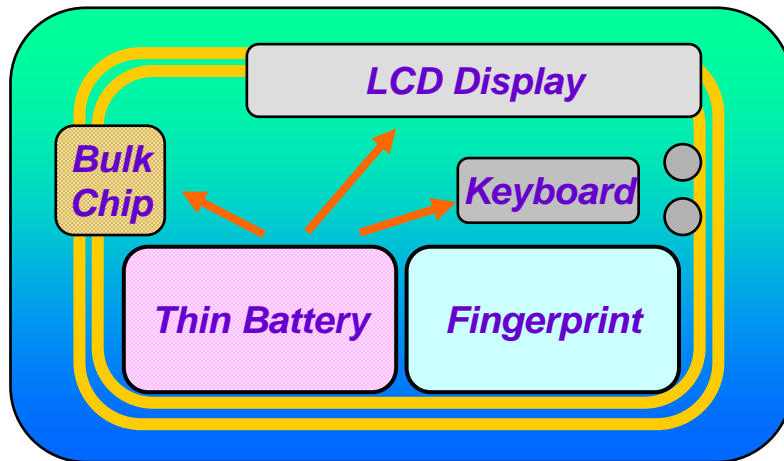 LCD Display
Bulk
Chip
Keyboard
Thin Battery
Fingerprint